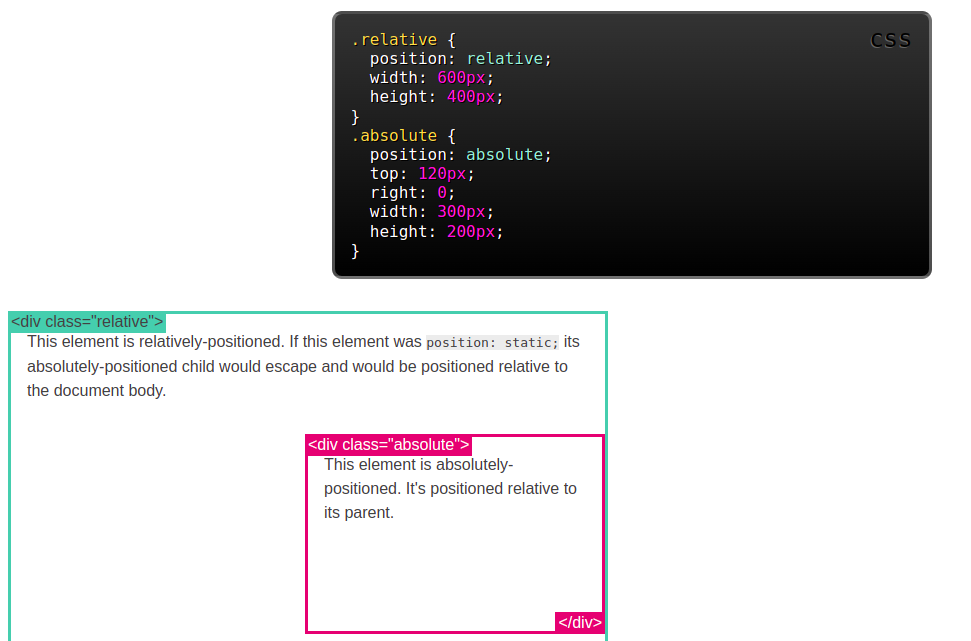 CSS
.relative {
  position: relative;
  width: 600px;
  height: 400px;
}
.absolute {
  position: absolute;
  top: 120px;
  right: 0;
  width: 300px;
  height: 200px;
}
<div class="relative">
This element is relatively-positioned. If this element was position: static; its
absolutely-positioned child would escape and would be positioned relative to
the document body.
<div class="absolute">
This element is absolutely-
positioned. It's positioned relative to
its parent.
</div>